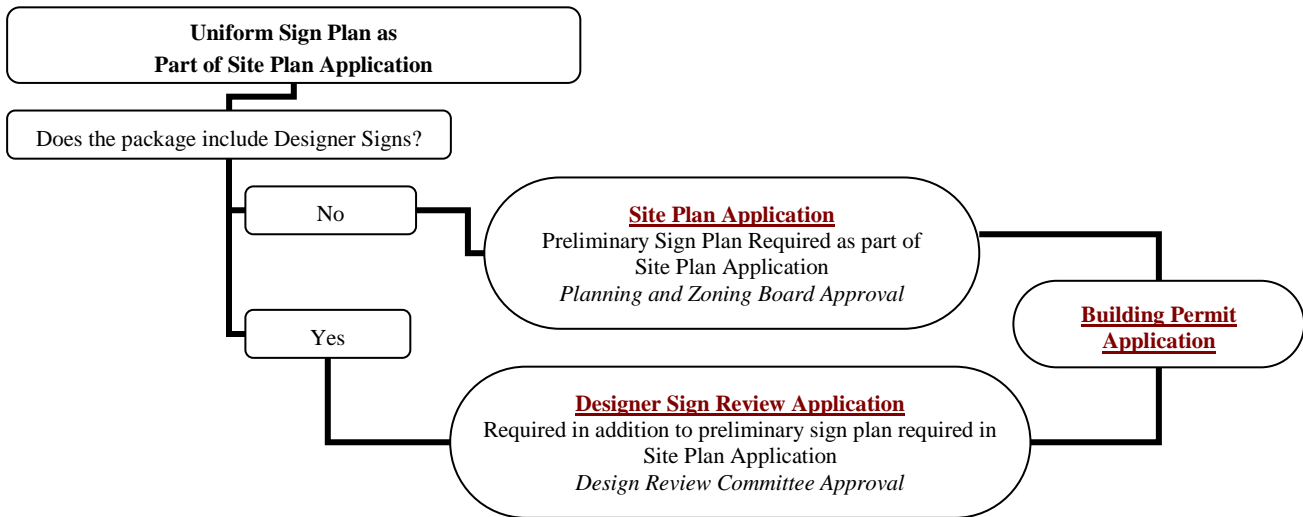 Uniform Sign Plan as
Part of Site Plan Application
Does the package include Designer Signs?
No
Site Plan Application
Preliminary Sign Plan Required as part of
Site Plan Application
Planning and Zoning Board Approval
Building Permit
Application
Yes
Designer Sign Review Application
Required in addition to preliminary sign plan required in
Site Plan Application
Design Review Committee Approval